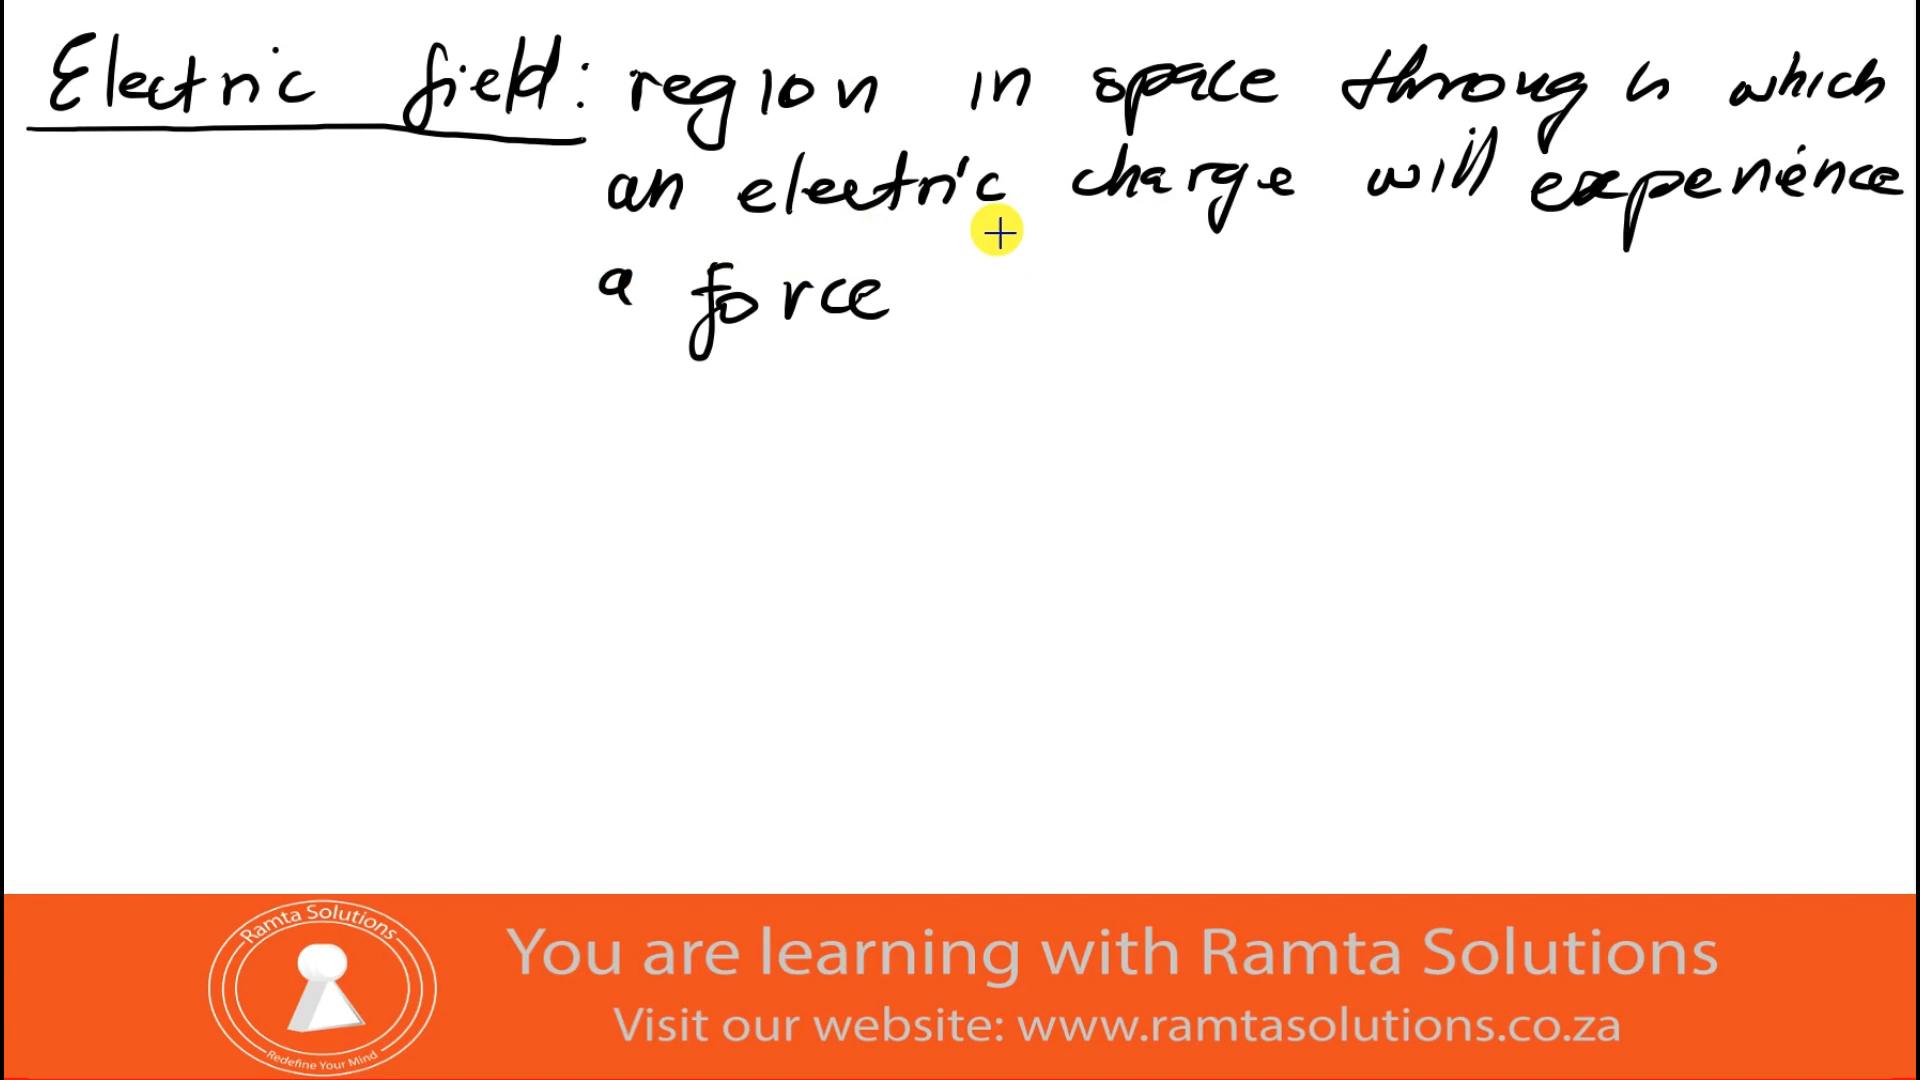 Electric field: region in space through which
an electric charge will experience
a force
Ramta Solutions
Redefine Your Mind
You are learning with Ramta Solutions
Visit our website: www.ramtasolutions.co.za